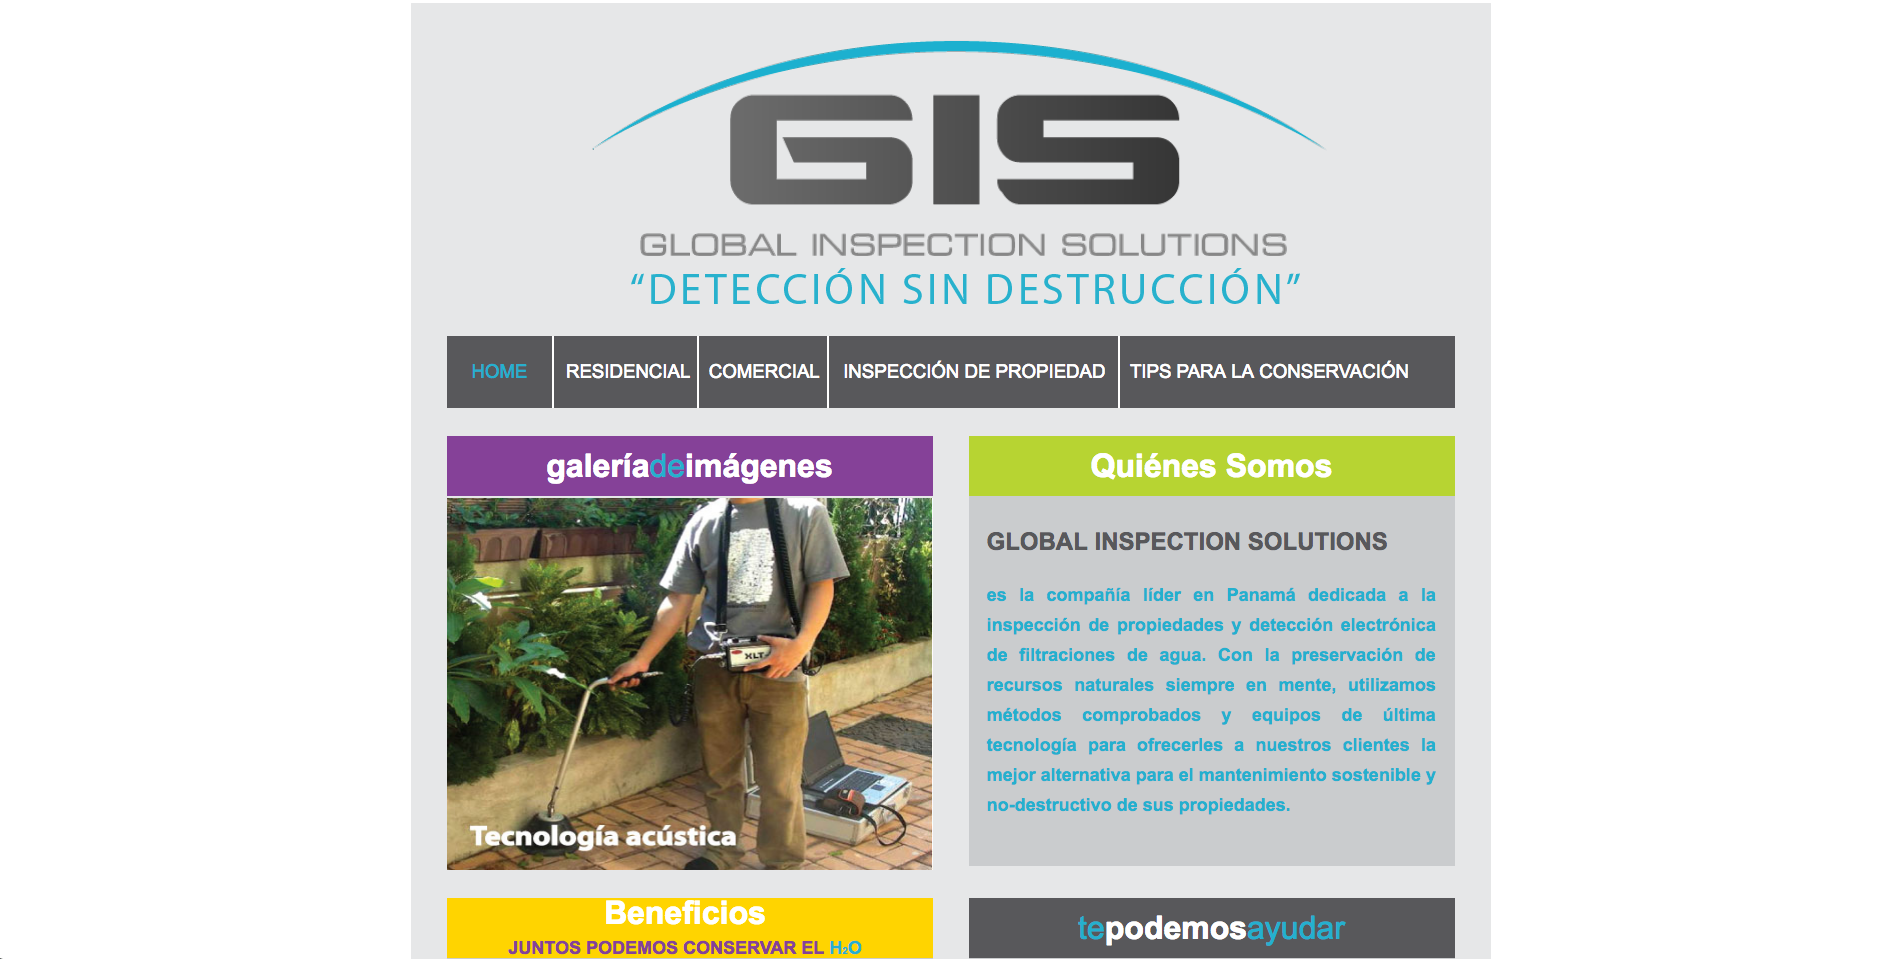 GIS
GLOBAL INSPECTION SOLUTIONS
“DETECCIÓN SIN DESTRUCCIÓN”
HOME
RESIDENCIAL
COMERCIAL
INSPECCIÓN DE PROPIEDAD
TIPS PARA LA CONSERVACIÓN
galeríadeimágenes
XLT
Tecnología acústica
Quiénes Somos
GLOBAL INSPECTION SOLUTIONS
es la compañía líder en Panamá dedicada a la
inspección de propiedades y detección electrónica
de filtraciones de agua. Con la preservación de
recursos naturales siempre en mente, utilizamos
métodos comprobados y equipos de última
tecnología para ofrecerles a nuestros clientes la
mejor alternativa para el mantenimiento sostenible y
no-destructivo de sus propiedades.
Beneficios
JUNTOS PODEMOS CONSERVAR EL H₂O
tepodemosayudar